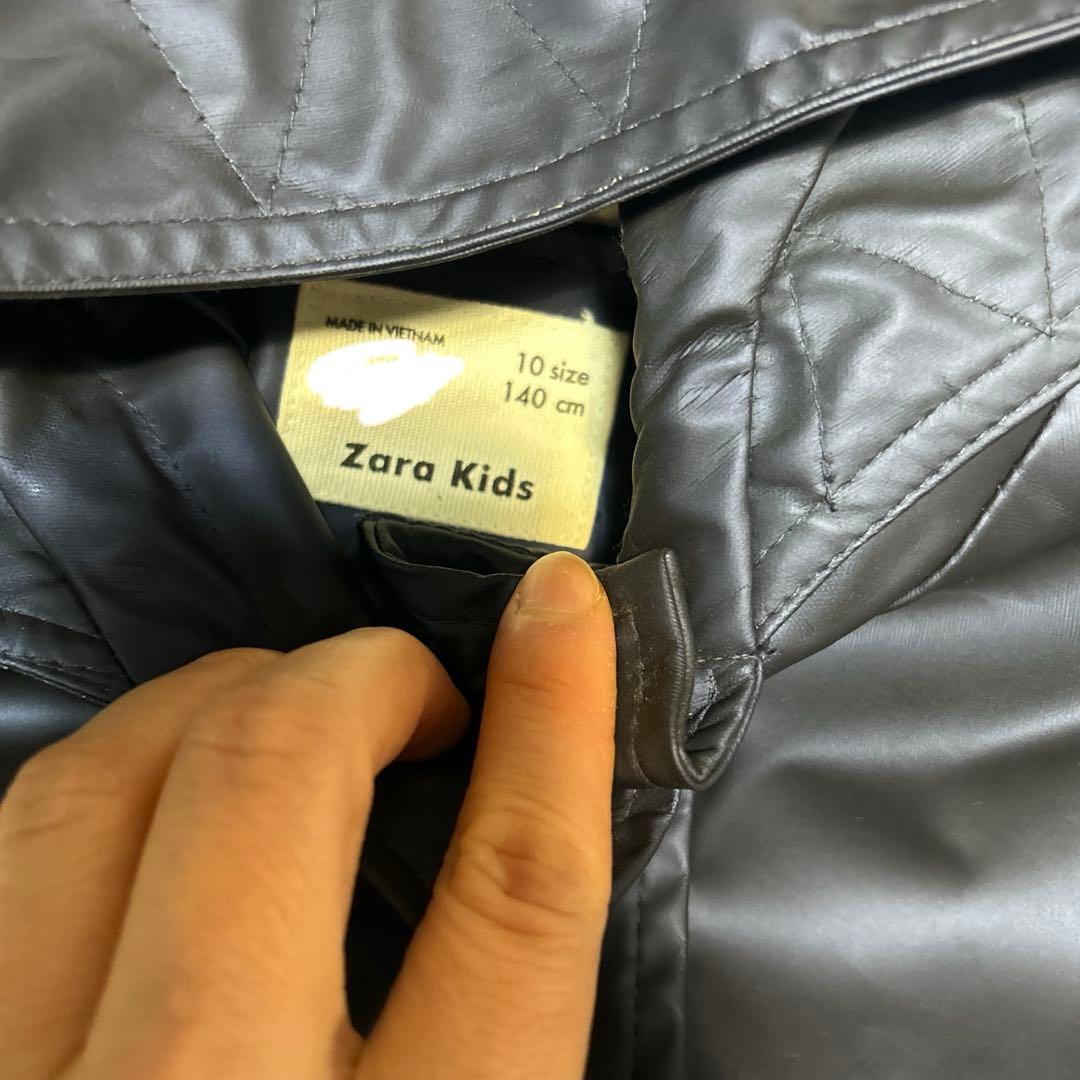 MADE IN VIETNAM
10 size
140 cm
Zara Kids